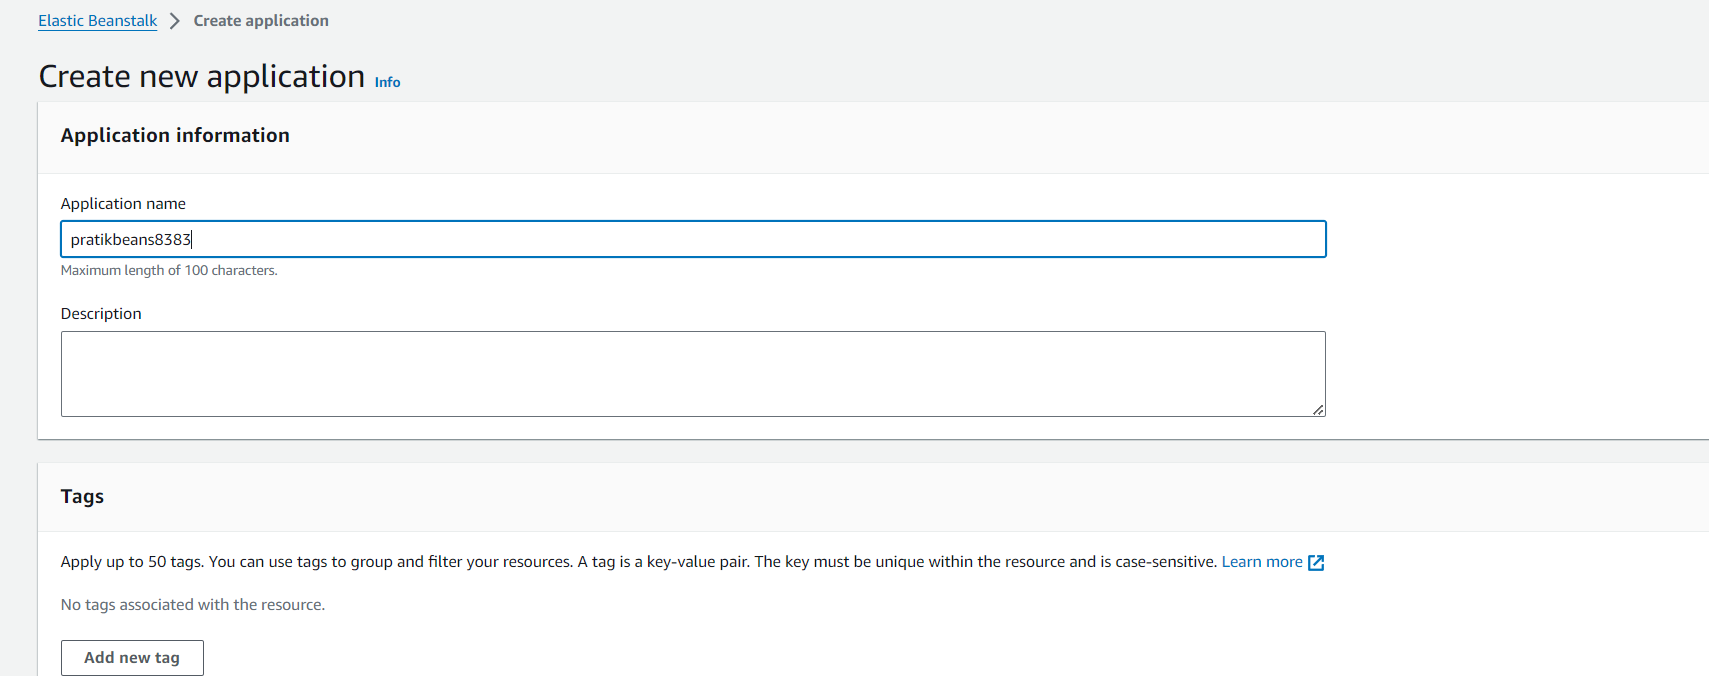 Elastic Beanstalk > Create application
Create new application Info
Application information
Application name
pratikbeans8383
Maximum length of 100 characters.
Description
Tags
Apply up to 50 tags. You can use tags to group and filter your resources. A tag is a key-value pair. The key must be unique within the resource and is case-sensitive. Learn more
No tags associated with the resource.
Add new tag